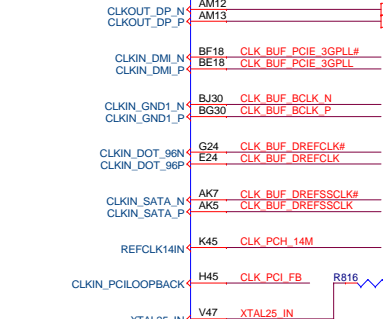 CLKOUT_DP_N AM12
CLKOUT_DP_P AM13
CLKIN_DMI_N BF18 CLK_BUF_PCIE_3GPLL#
CLKIN_DMI_P BE18 CLK_BUF_PCIE_3GPLL
CLKIN_GND1_N BJ30 CLK_BUF_BCLK_N
CLKIN_GND1_P BG30 CLK_BUF_BCLK_P
CLKIN_DOT_96N G24 CLK_BUF_DREFCLK#
CLKIN_DOT_96P E24 CLK_BUF_DREFCLK
CLKIN_SATA_N AK7 CLK_BUF_DREFSSCLK#
CLKIN_SATA_P AK5 CLK_BUF_DREFSSCLK
REFCLK14IN K45 CLK_PCH_14M
CLKIN_PCILOOPBACK H45 CLK_PCI_FB R816
XTAL25_IN V47 XTAL25_IN